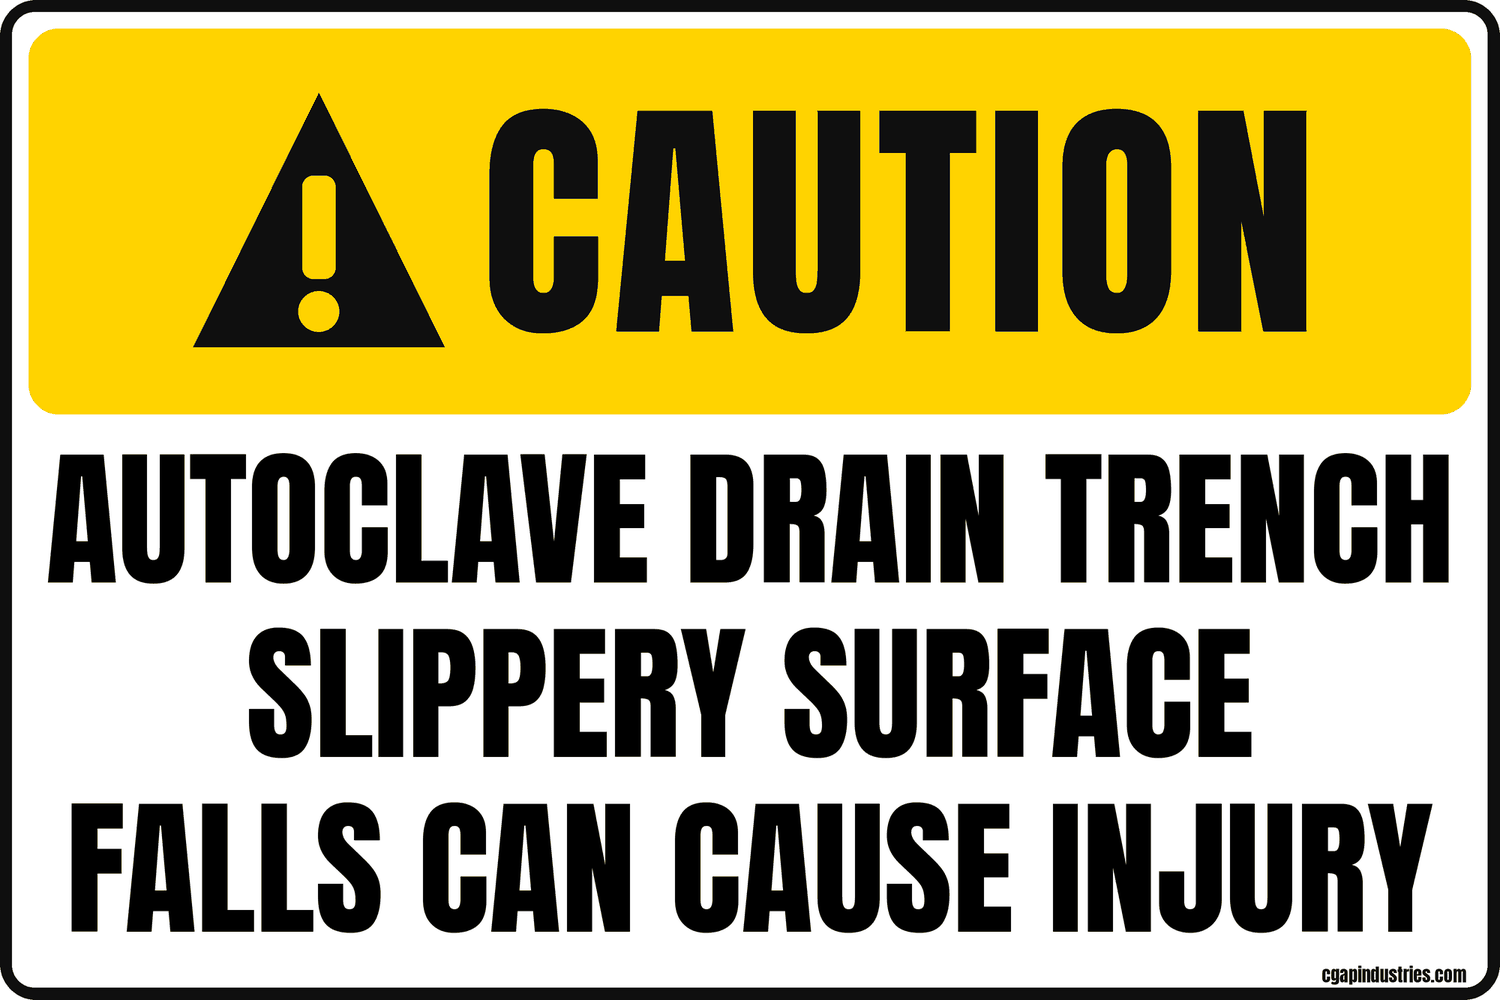 CAUTION
AUTOCLAVE DRAIN TRENCH
SLIPPERY SURFACE
FALLS CAN CAUSE INJURY
cgapindustries.com